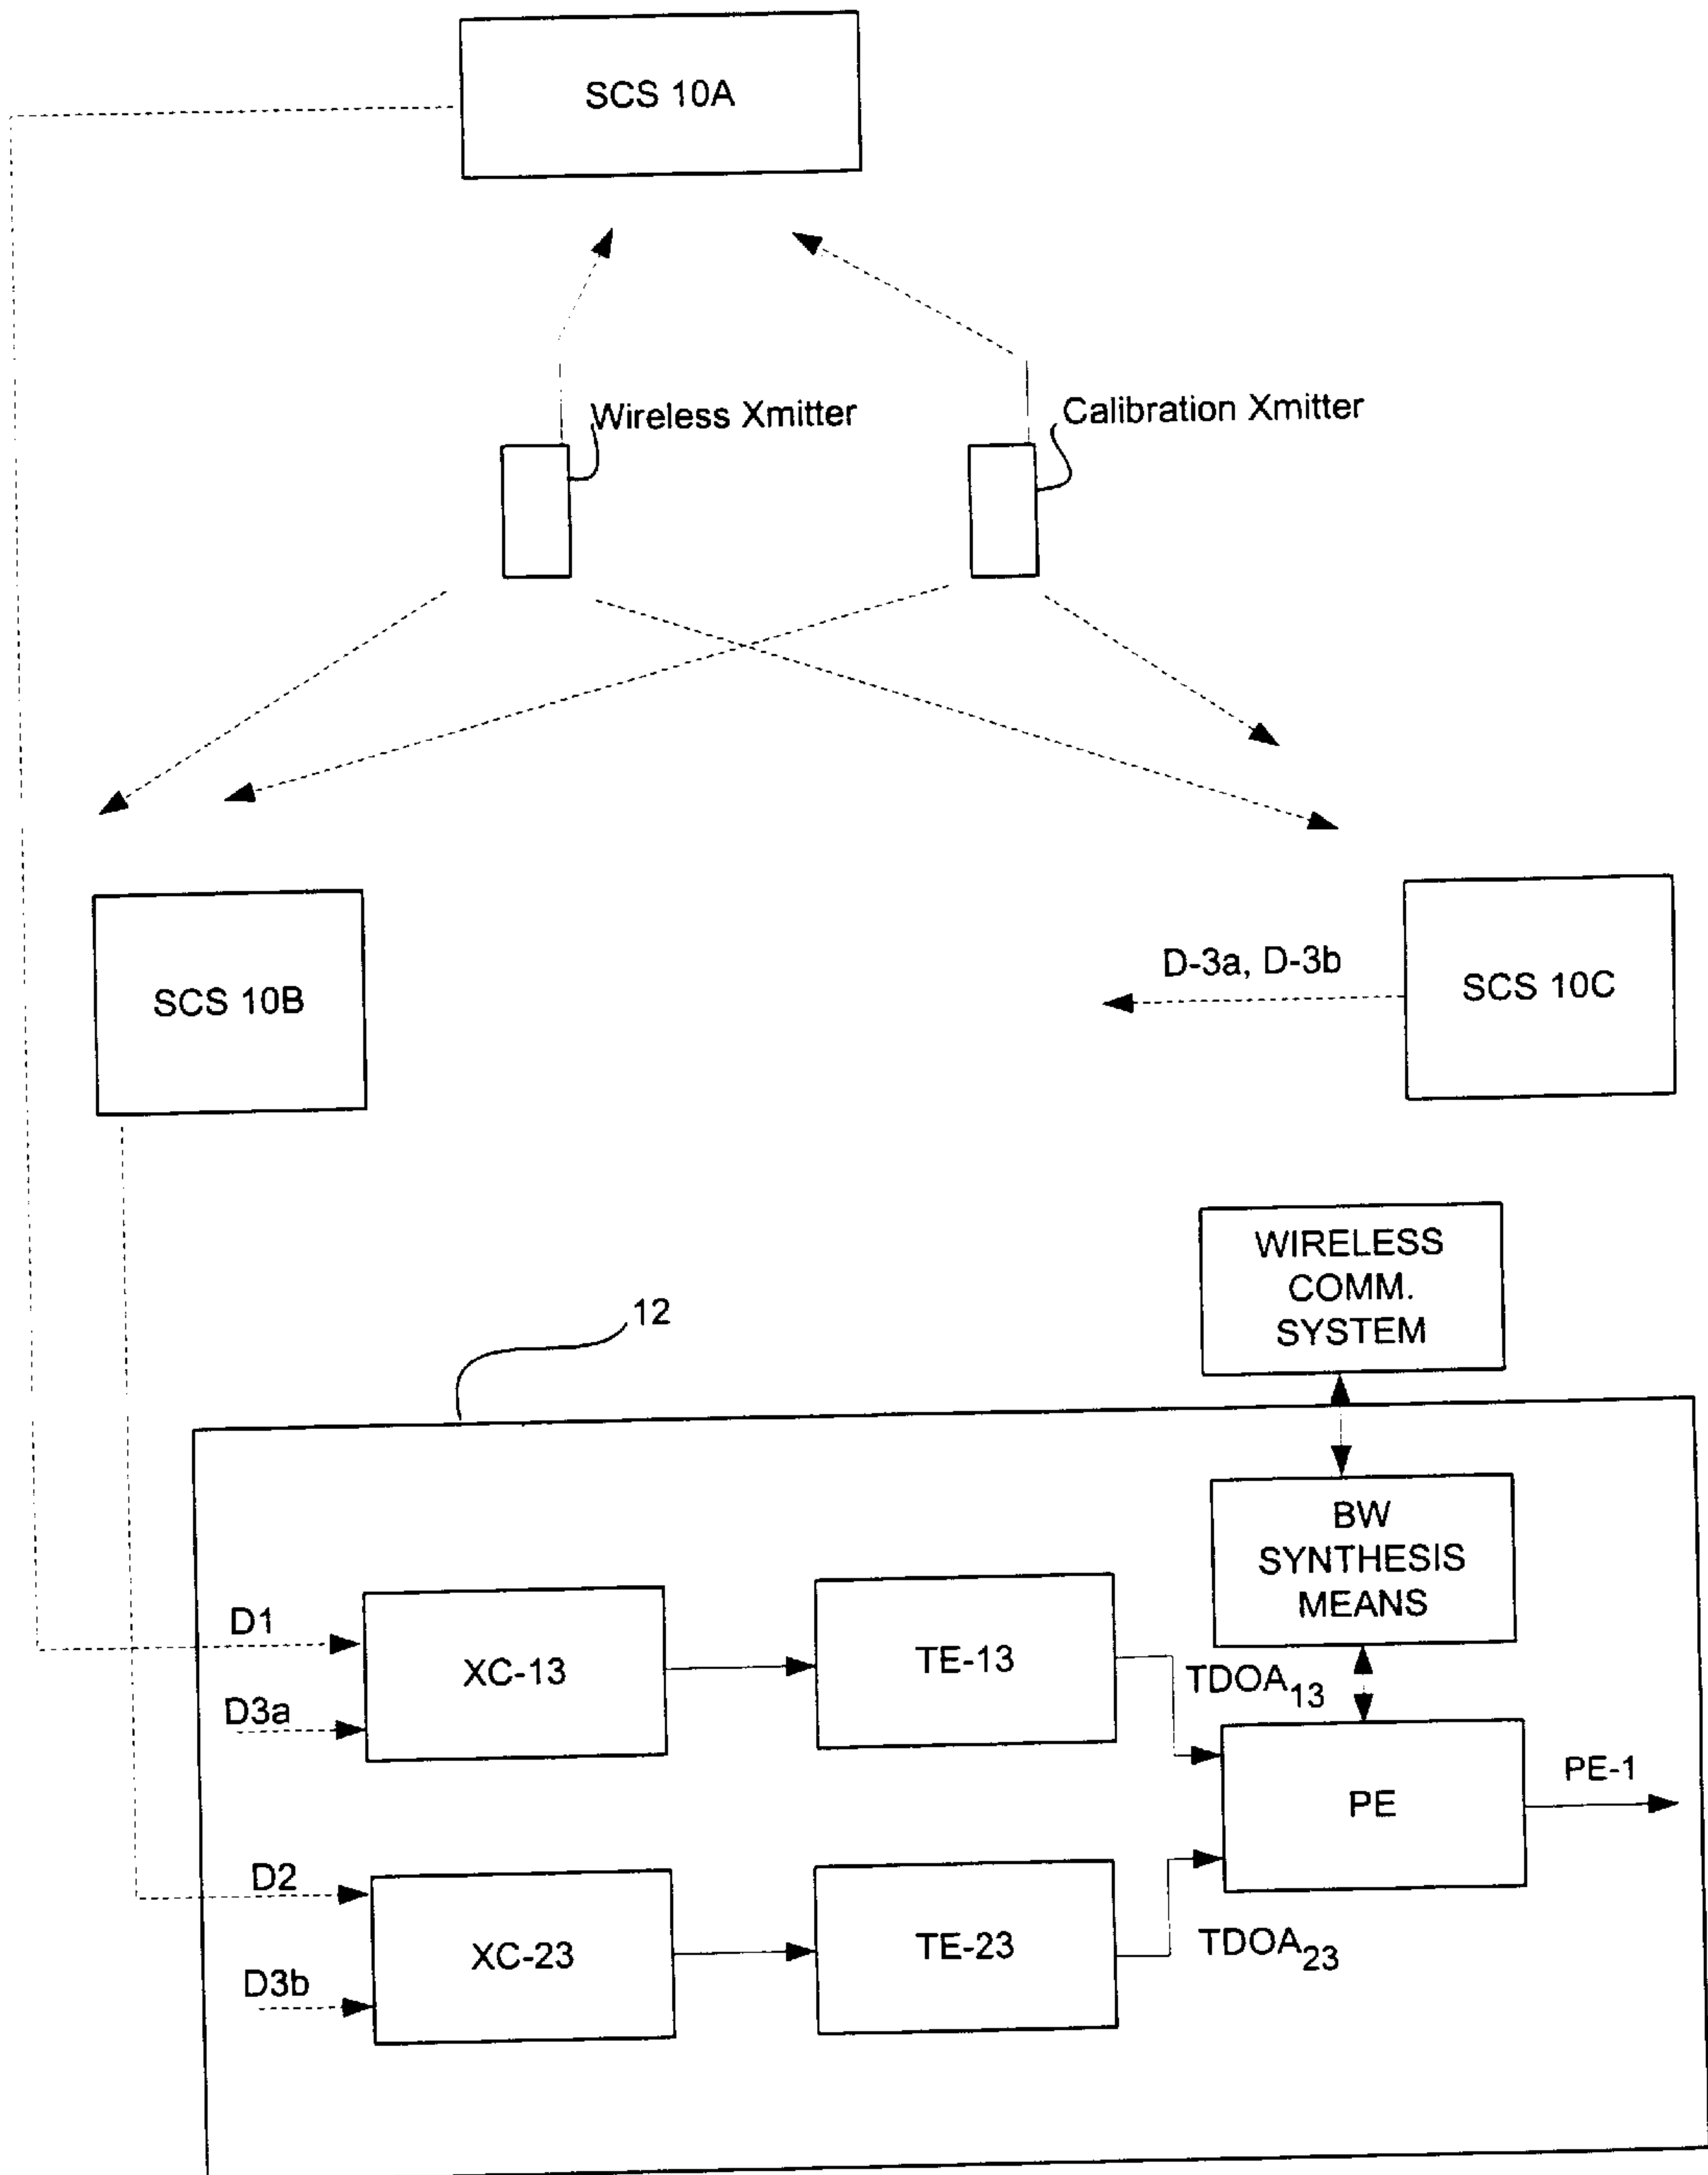 SCS 10A
Wireless Xmitter
Calibration Xmitter
SCS 10B
D-3a, D-3b
SCS 10C
WIRELESS
COMM.
SYSTEM
12
BW
SYNTHESIS
MEANS
D1
XC-13
TE-13
TDOA13
D3a
PE
PE-1
D2
XC-23
TE-23
TDOA23
D3b